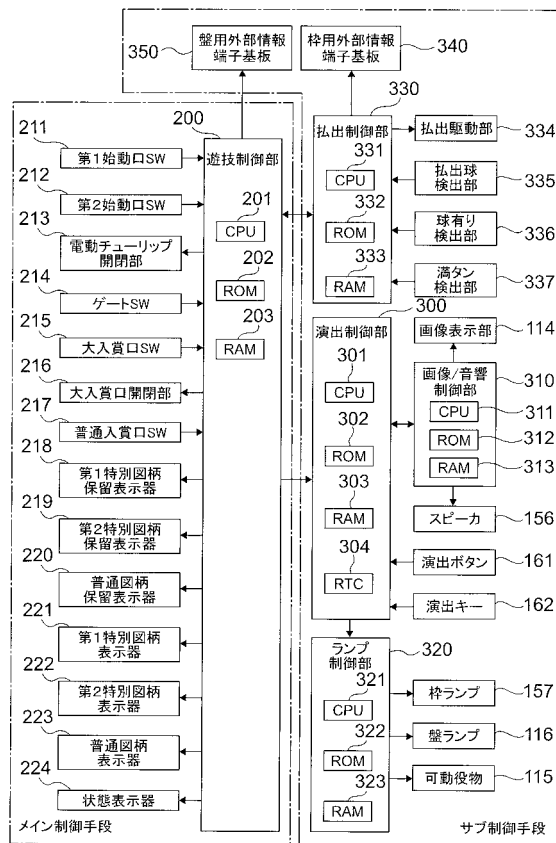 350
盤用外部情報
端子基板
枠用外部情報
端子基板
340
200
遊技制御部
201
CPU
202
ROM
203
RAM
211
第1始動口SW
212
第2始動口SW
213
電動チューリップ
開閉部
214
ゲートSW
215
大入賞口SW
216
大入賞口開閉部
217
普通入賞口SW
218
第1特別図柄
保留表示器
219
第2特別図柄
保留表示器
220
普通図柄
保留表示器
221
第1特別図柄
表示器
222
第2特別図柄
表示器
223
普通図柄
表示器
224
状態表示器
メイン制御手段
330
払出制御部
331
CPU
332
ROM
333
RAM
払出駆動部
334
払出球
検出部
335
球有り
検出部
336
満タン
検出部
337
300
演出制御部
301
CPU
302
ROM
303
RAM
304
RTC
画像表示部
114
画像/音響
制御部
310
CPU
311
ROM
312
RAM
313
スピーカ
156
演出ボタン
161
演出キー
162
ランプ
制御部
320
321
CPU
322
ROM
323
RAM
枠ランプ
157
盤ランプ
116
可動役物
115
サブ制御手段